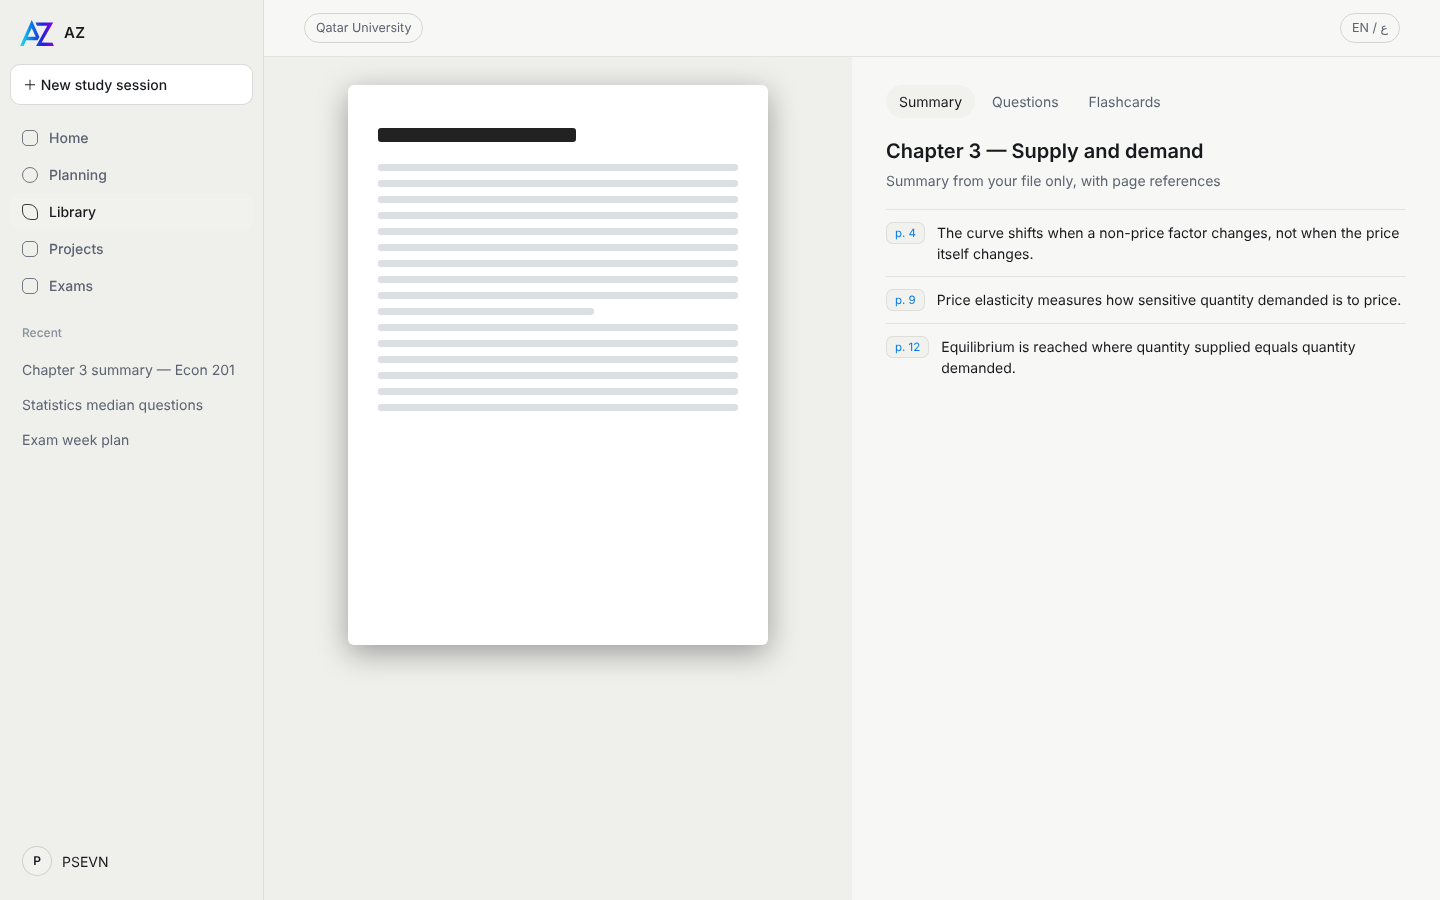 AZ
AZ
+ New study session
Home
Planning
Library
Projects
Exams
Recent
Chapter 3 summary — Econ 201
Statistics median questions
Exam week plan
P
PSEVN
Qatar University
EN / ع
Summary
Questions
Flashcards
Chapter 3 — Supply and demand
Summary from your file only, with page references
p. 4
The curve shifts when a non-price factor changes, not when the price
itself changes.
p. 9
Price elasticity measures how sensitive quantity demanded is to price.
p. 12
Equilibrium is reached where quantity supplied equals quantity
demanded.